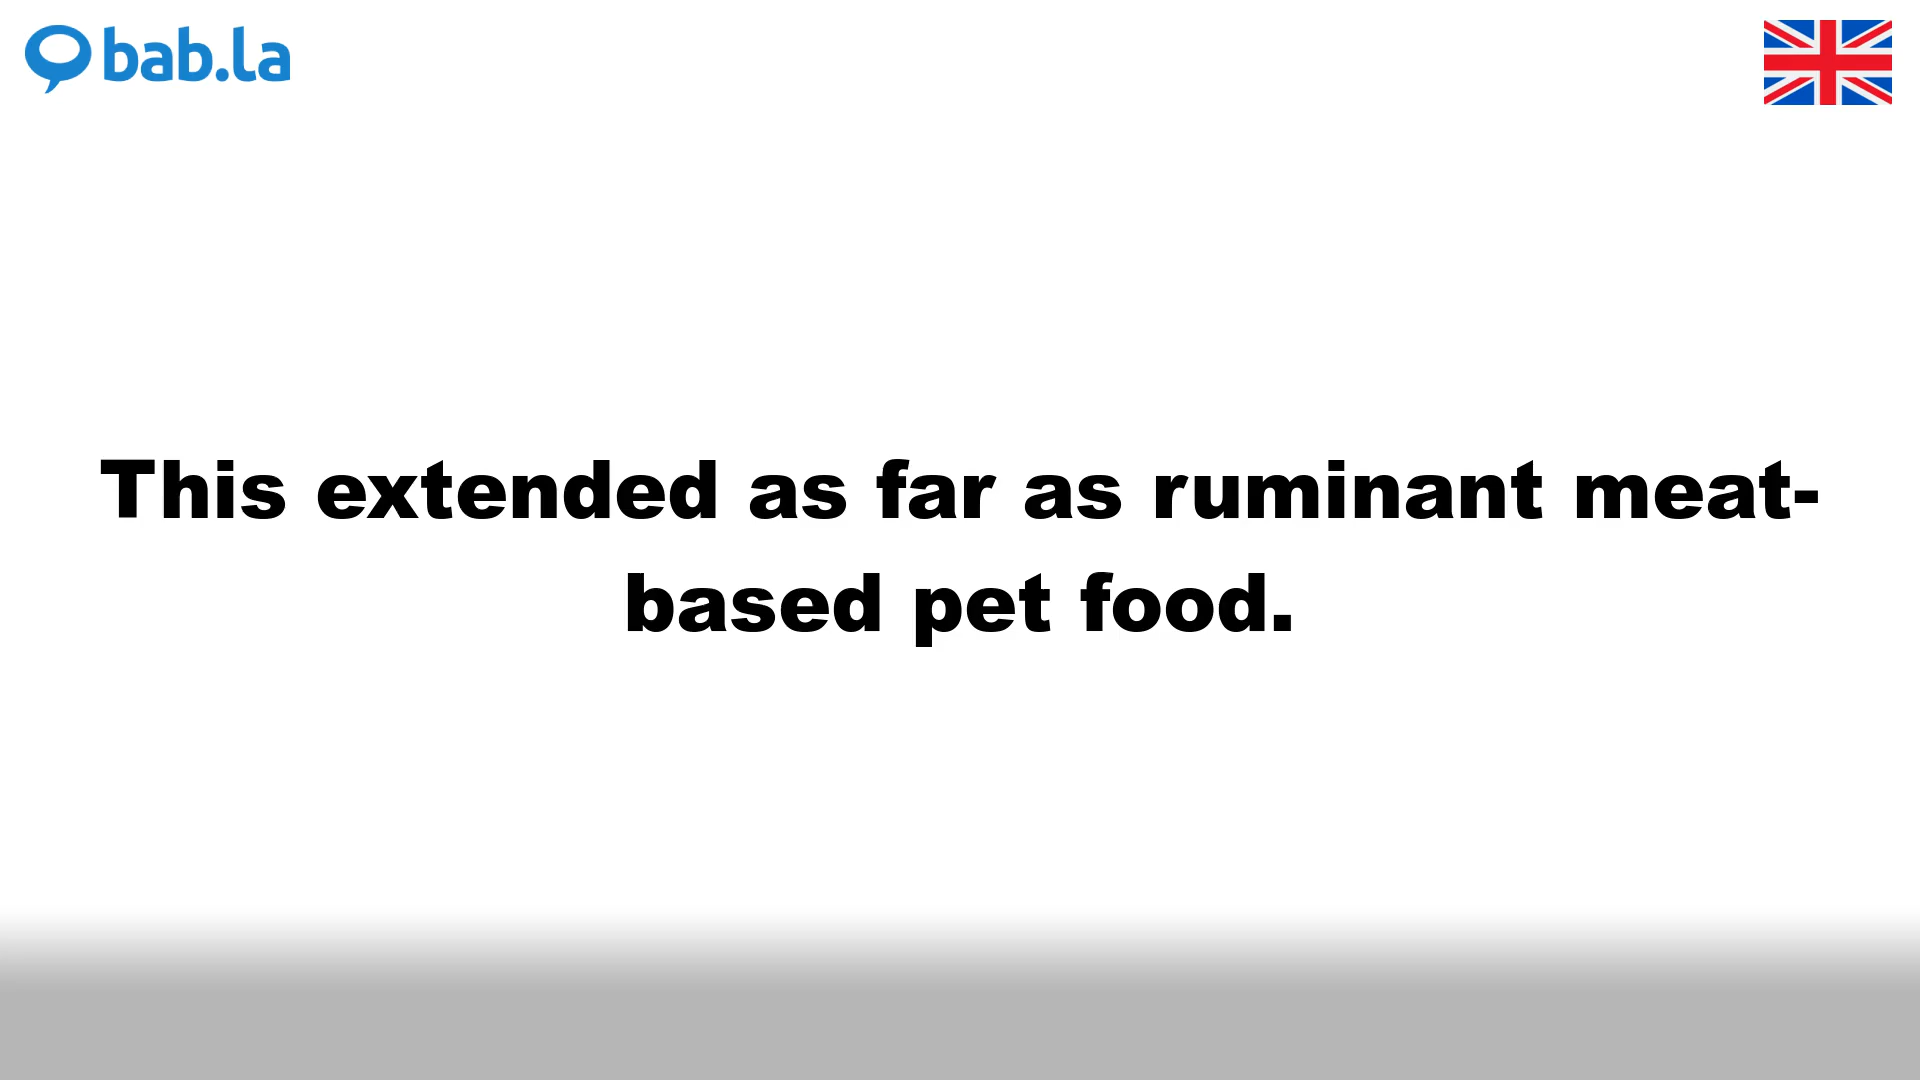 bab.la
This extended as far as ruminant meat-
based pet food.